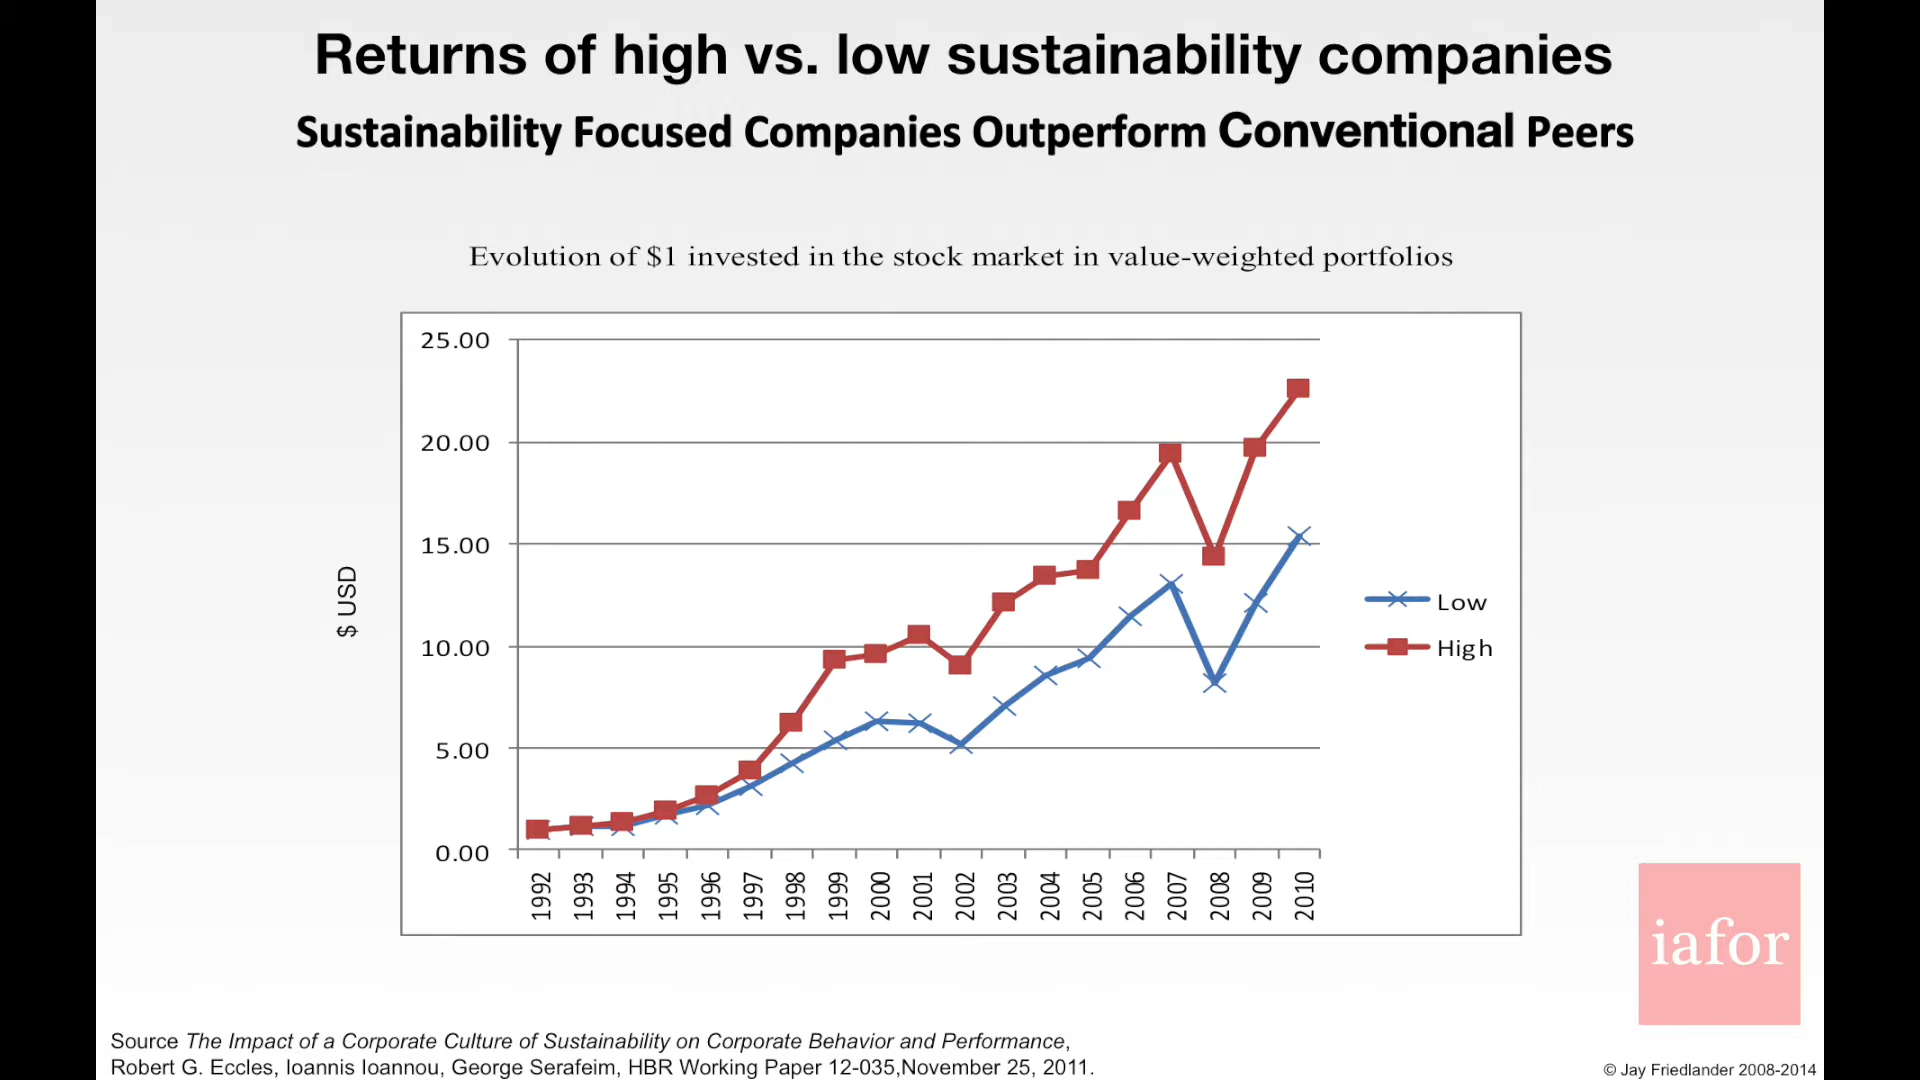 Returns of high vs. low sustainability companies
Sustainability Focused Companies Outperform Conventional Peers
Evolution of $1 invested in the stock market in value-weighted portfolios
25.00
20.00
15.00
10.00
5.00
0.00
$ USD
1992
1993
1994
1995
1996
1997
1998
1999
2000
2001
2002
2003
2004
2005
2006
2007
2008
2009
2010
Low
High
iafor
Source The Impact of a Corporate Culture of Sustainability on Corporate Behavior and Performance,
Robert G. Eccles, Ioannis Ioannou, George Serafeim, HBR Working Paper 12-035,November 25, 2011.
© Jay Friedlander 2008-2014